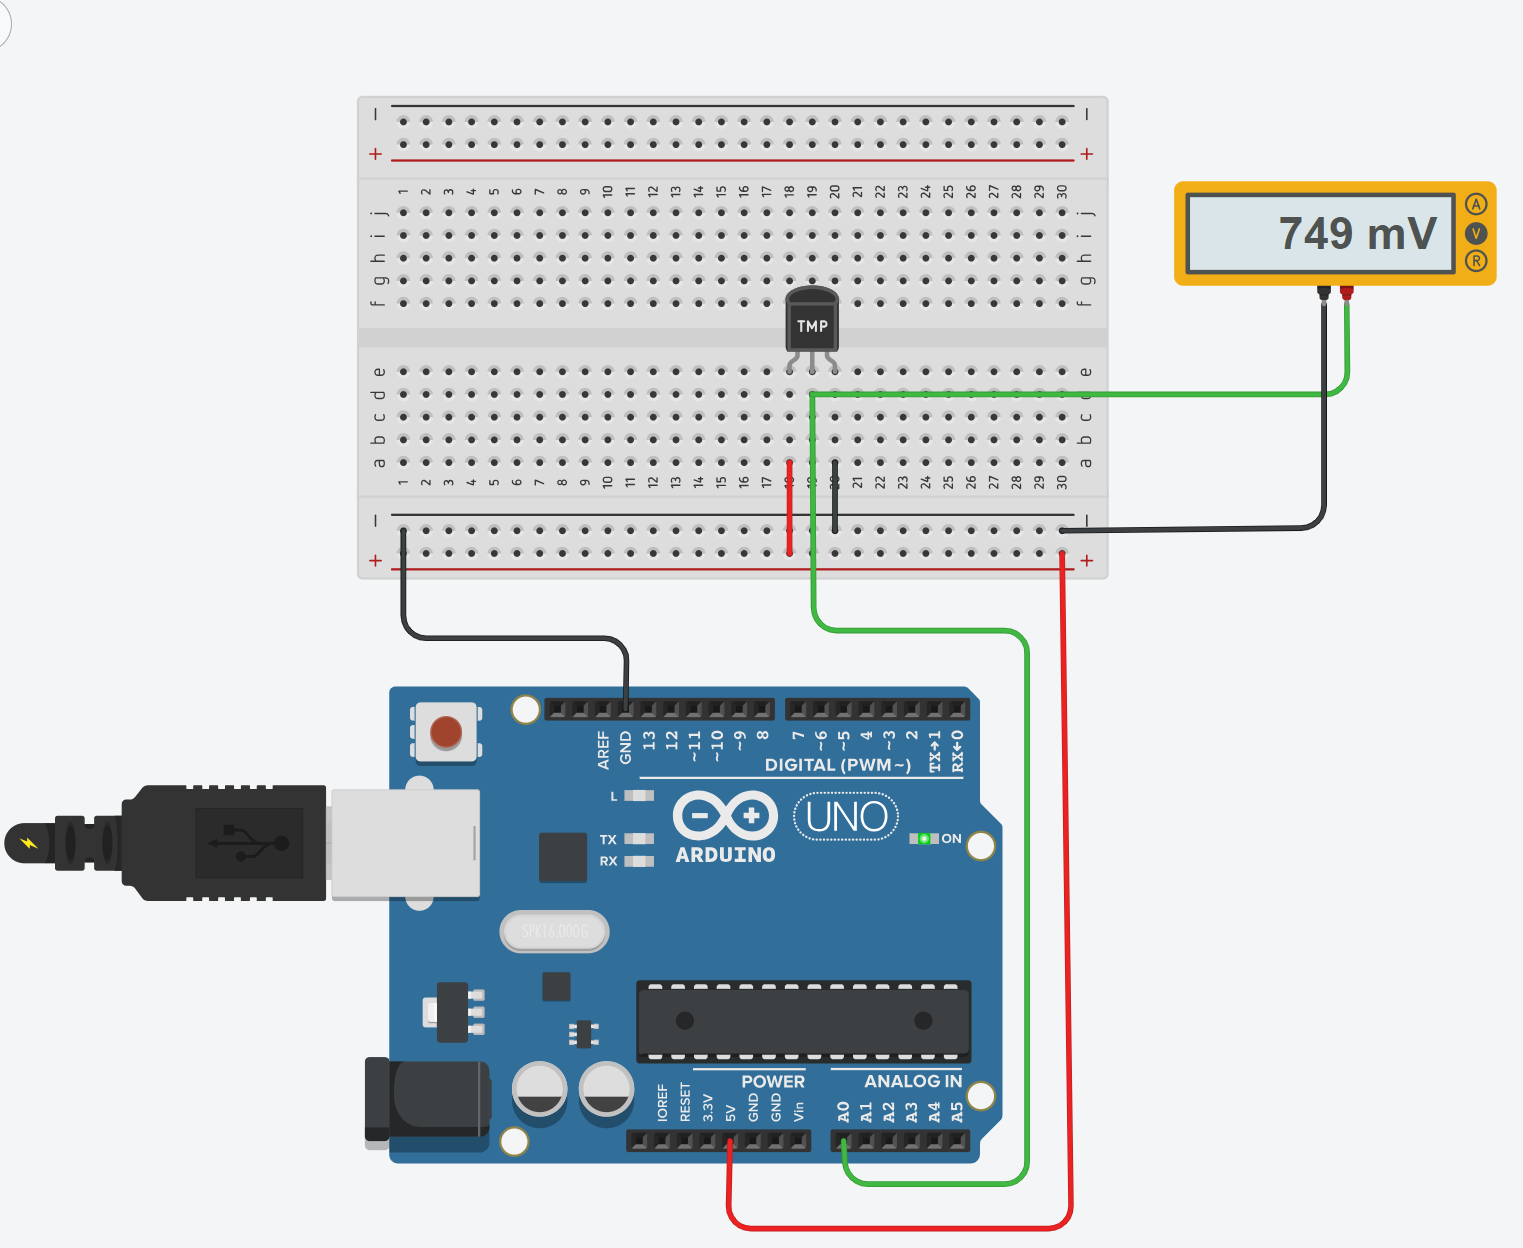 − −
+ +
1 2 3 4 5 6 7 8 9 10 11 12 13 14 15 16 17 18 19 20 21 22 23 24 25 26 27 28 29 30
j j
i i
h h
g g
f f
749 mV
A
V
R
TMP
e e
d
c c
b b
a a
1 2 3 4 5 6 7 8 9 10 11 12 13 14 15 16 17 21 22 23 24 25 26 27 28 29 30
− −
+ +
AREF GND 13 12 ~11 ~10 ~9 8 7 ~6 ~5 4 ~3 2 TX→1 RX←0
DIGITAL (PWM~)
L
TX
RX
ARDUINO
UNO
ON
SPK16.000G
POWER
ANALOG IN
IOREF RESET 3.3V 5V GND GND Vin A0 A1 A2 A3 A4 A5